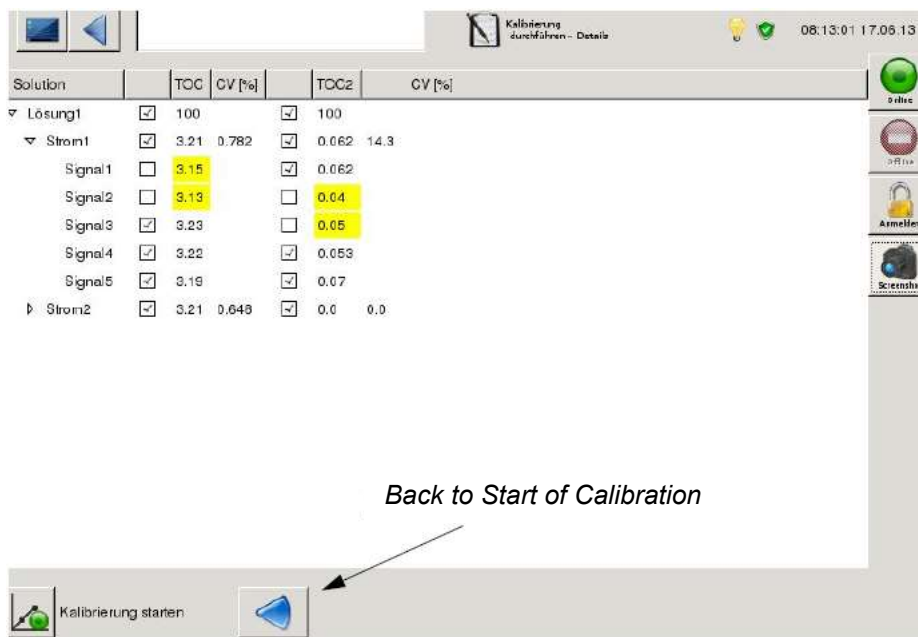 Kalibrierung
durchführen - Details
08:13:01 17.06.13
Solution TOC CV [%] TOC2 CV [%]
Lösung1 100 100
Strom1 3.21 0.782 0.062 14.3
Signal1 3.15 0.062
Signal2 3.13 0.04
Signal3 3.23 0.05
Signal4 3.22 0.053
Signal5 3.19 0.07
Strom2 3.21 0.648 0.0 0.0
Online
Offline
Anmelden
Screensho
Back to Start of Calibration
Kalibrierung starten